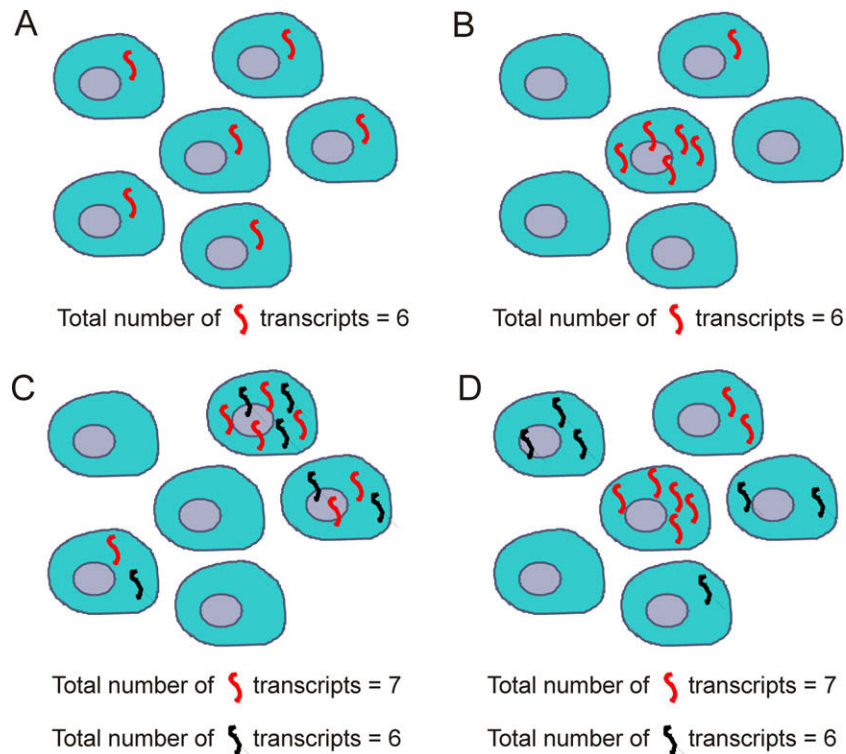 A
B
Total number of transcripts = 6
Total number of transcripts = 6
C
D
Total number of transcripts = 7
Total number of transcripts = 6
Total number of transcripts = 7
Total number of transcripts = 6